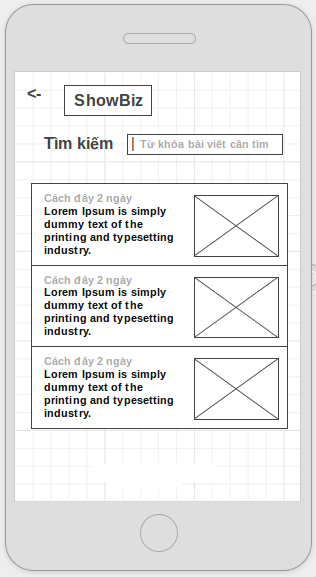 <-
ShowBiz
Tìm kiếm
Từ khóa bài viết cần tìm
Cách đây 2 ngày
Lorem Ipsum is simply
dummy text of the
printing and typesetting
industry.
Cách đây 2 ngày
Lorem Ipsum is simply
dummy text of the
printing and typesetting
industry.
Cách đây 2 ngày
Lorem Ipsum is simply
dummy text of the
printing and typesetting
industry.